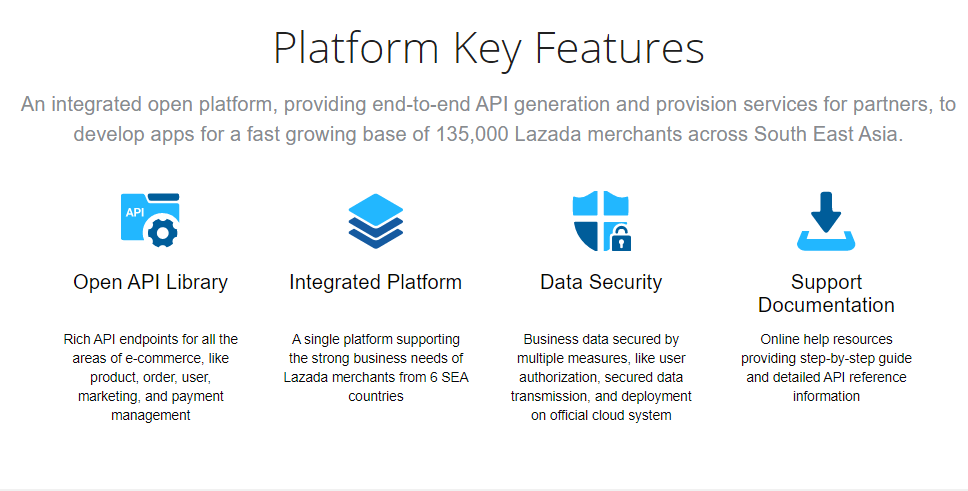 Platform Key Features
An integrated open platform, providing end-to-end API generation and provision services for partners, to
develop apps for a fast growing base of 135,000 Lazada merchants across South East Asia.
API
Open API Library
Rich API endpoints for all the
areas of e-commerce, like
product, order, user,
marketing, and payment
management
Integrated Platform
A single platform supporting
the strong business needs of
Lazada merchants from 6 SEA
countries
Data Security
Business data secured by
multiple measures, like user
authorization, secured data
transmission, and deployment
on official cloud system
Support
Documentation
Online help resources
providing step-by-step guide
and detailed API reference
information